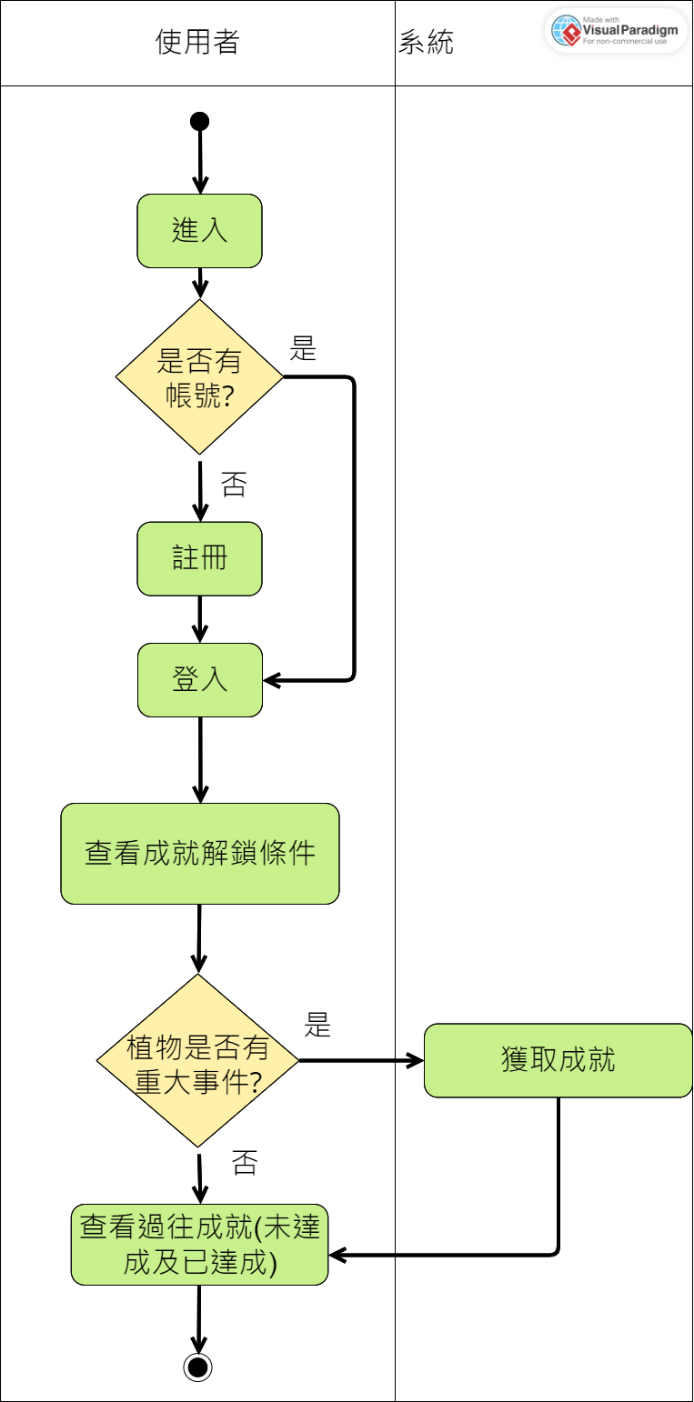 使用者
系統
Made with
VisualParadigm
For non-commercial use
進入
是否有
帳號?
是
否
註冊
登入
查看成就解鎖條件
植物是否有
重大事件?
是
獲取成就
否
查看過往成就(未達
成及已達成)